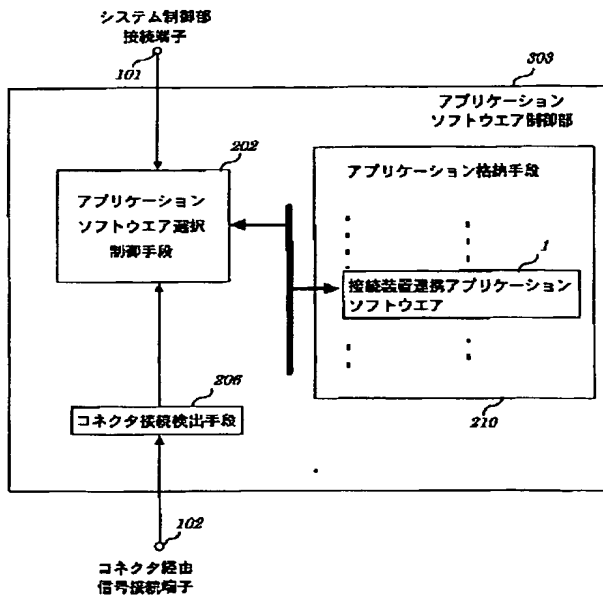 システム制御部
接続端子
101
303
アプリケーション
ソフトウエア制御部
202
アプリケーション
ソフトウエア選択
制御手段
アプリケーション格納手段
1
接続装置連携アプリケーション
ソフトウエア
206
コネクタ接続検出手段
210
102
コネクタ経由
信号接続端子